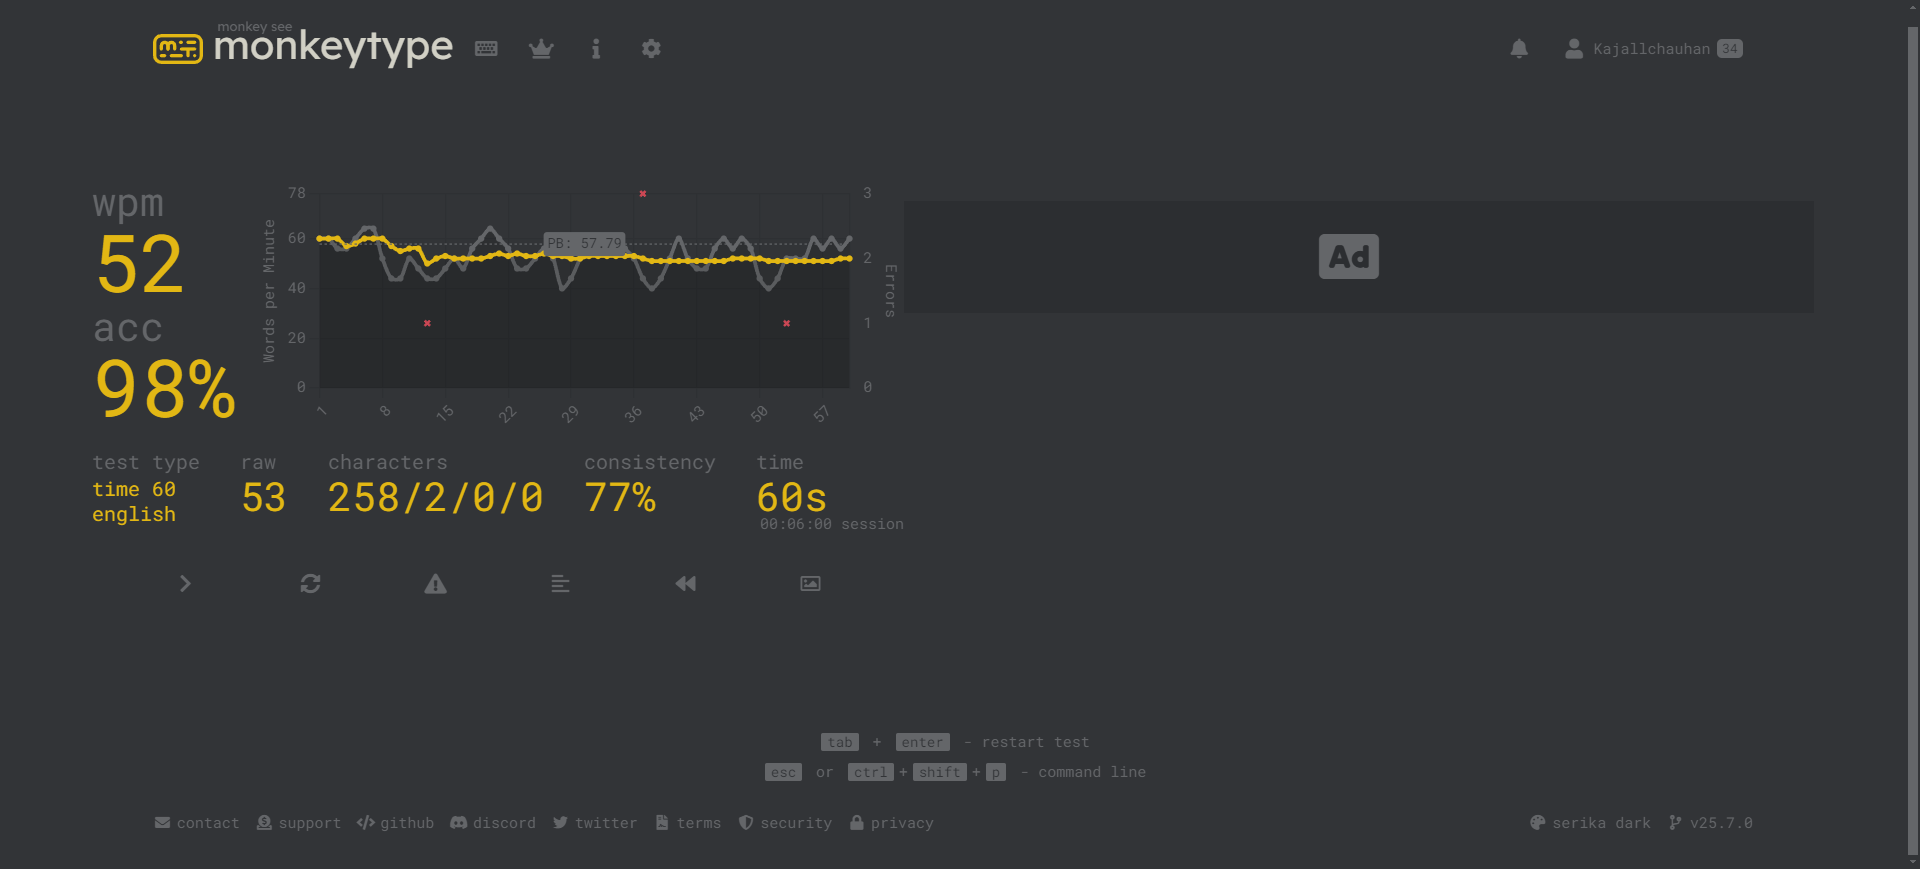 monkey see
monkeytype
Kajallchauhan 34
wpm
52
acc
98%
78
60
40
20
0
Words per Minute
PB: 57.79
3
2
1
0
Errors
1 8 15 22 29 36 43 50 57
Ad
test type
time 60
english
raw
53
characters
258/2/0/0
consistency
77%
time
60s
00:06:00 session
tab + enter - restart test
esc or ctrl + shift + p - command line
contact support github discord twitter terms security privacy
serika dark v25.7.0